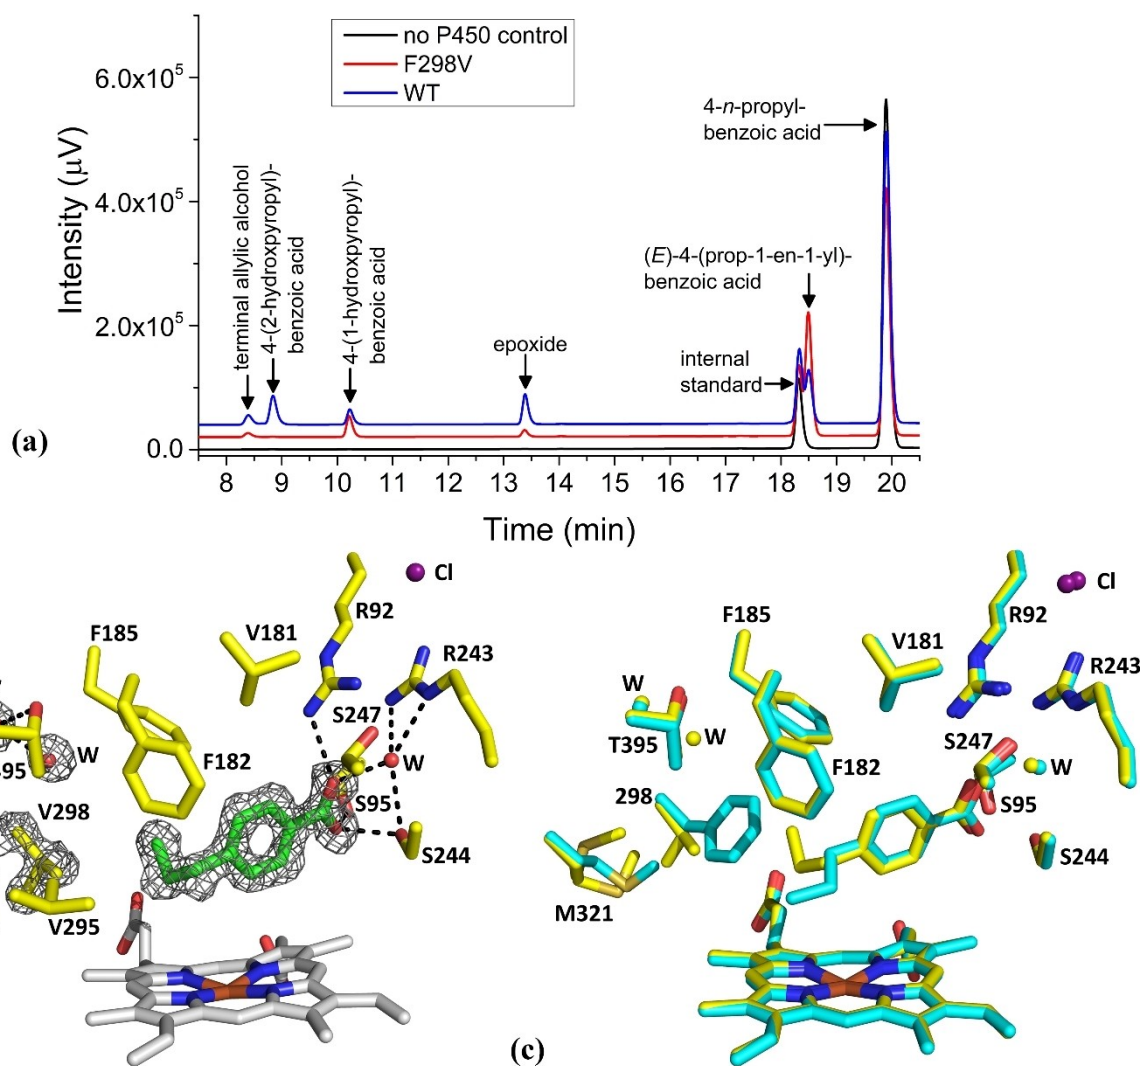 no P450 control
F298V
WT
6.0x10⁵
4.0x10⁵
2.0x10⁵
0.0
Intensity (µV)
terminal allylic alcohol
4-(2-hydroxypropyl)-
benzoic acid
4-(1-hydroxpyropyl)-
benzoic acid
epoxide
internal
standard
(E)-4-(prop-1-en-1-yl)-
benzoic acid
4-n-propyl-
benzoic acid
(a)
8 9 10 11 12 13 14 15 16 17 18 19 20
Time (min)
Cl
R92
F185
V181
R243
S247
W
495
W
F182
S95
V298
S244
V295
Cl
R92
F185
V181
R243
W
T395
W
S247
F182
W
298
S95
S244
M321
(c)